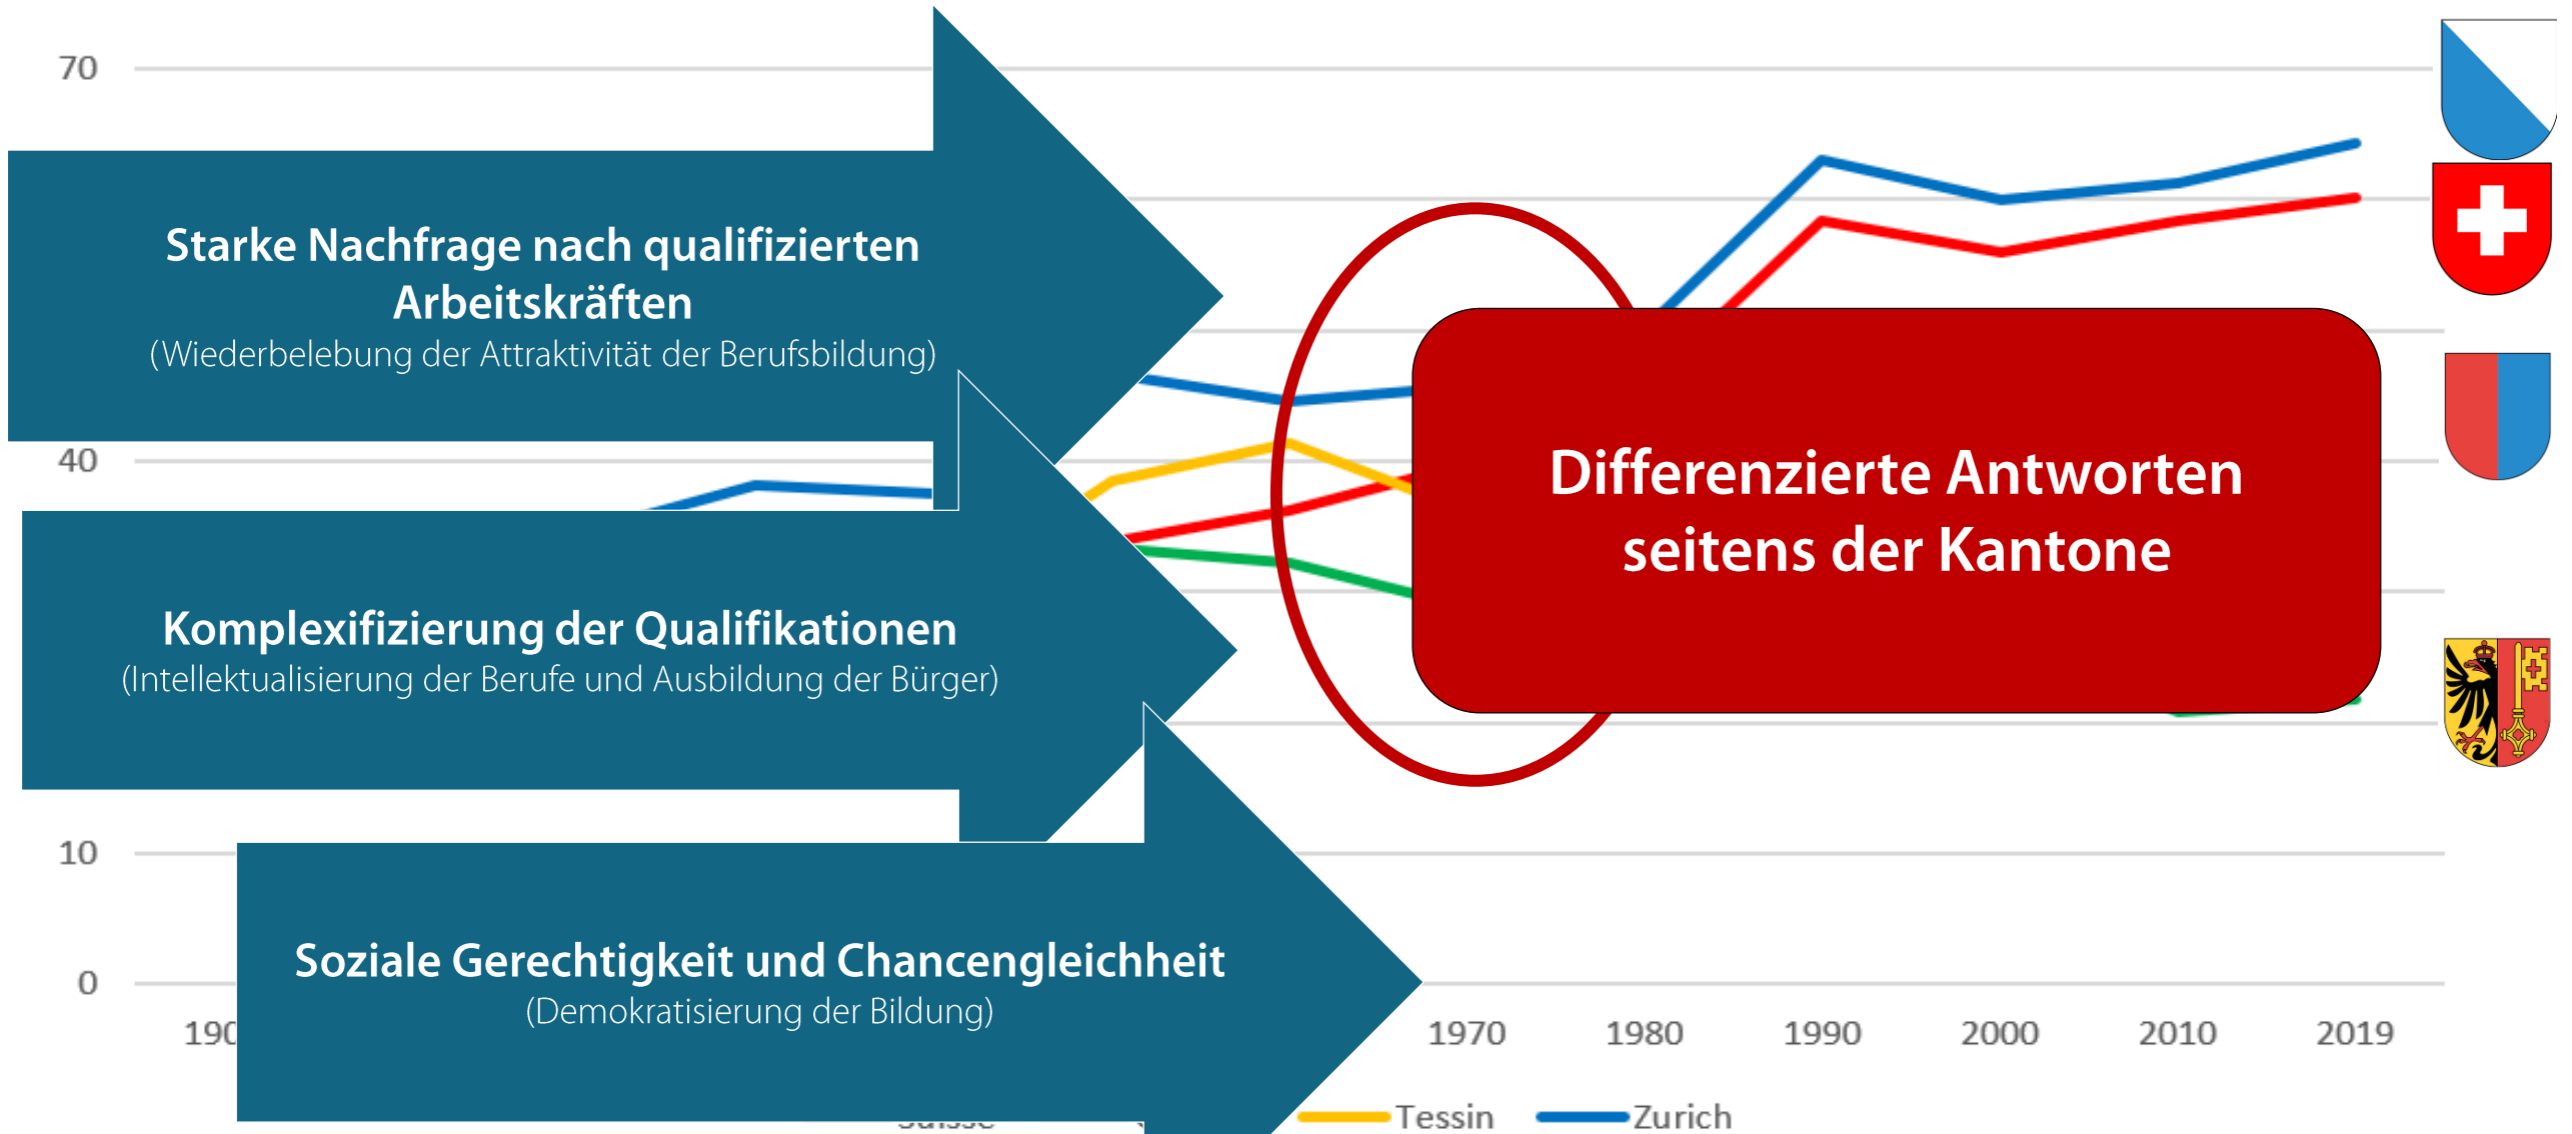 70
Starke Nachfrage nach qualifizierten
Arbeitskräften
(Wiederbelebung der Attraktivität der Berufsbildung)
40
Differenzierte Antworten
seitens der Kantone
Komplexifizierung der Qualifikationen
(Intellektualisierung der Berufe und Ausbildung der Bürger)
10
Soziale Gerechtigkeit und Chancengleichheit
(Demokratisierung der Bildung)
0
1970 1980 1990 2000 2010 2019
Tessin Zurich